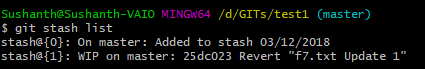 Sushanth@Sushanth-VAIO MINGW64 /d/GITs/test1 (master)
$ git stash list
stash@{0}: On master: Added to stash 03/12/2018
stash@{1}: WIP on master: 25dc023 Revert "f7.txt Update 1"